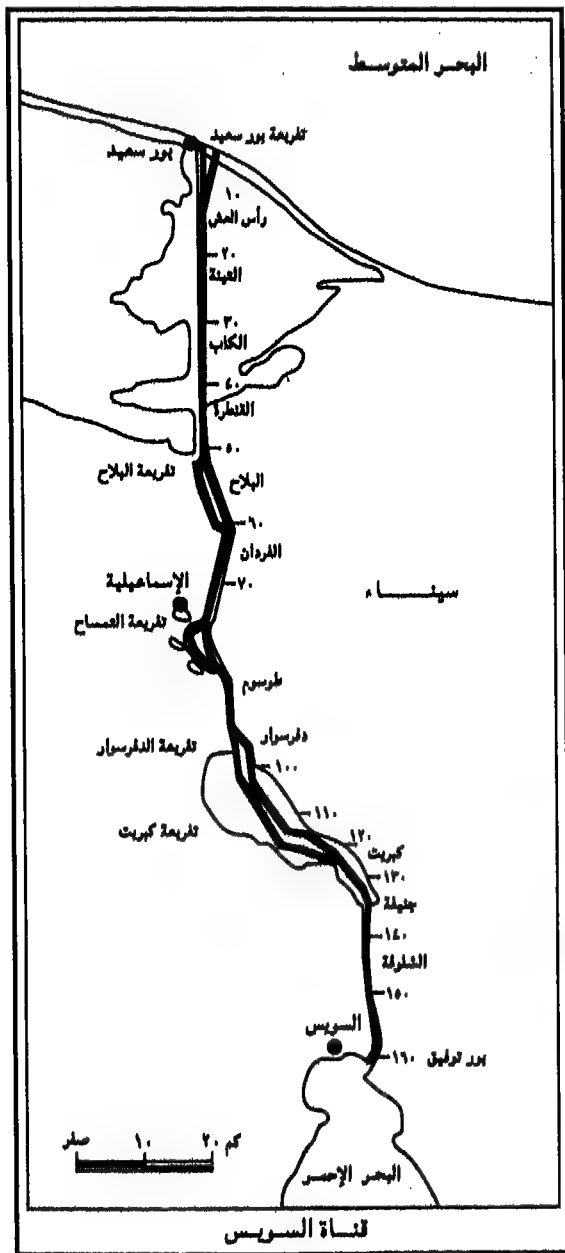 البحر المتوسط
تفريعة بور سعيد
بور سعيد
١٠
رأس العش
٢٠
التينة
٣٠
الكاب
٤٠
القنطرة
٥٠
تفريعة البلاح
البلاح
٦٠
الفردان
٧٠
الإسماعيلية
سيناء
تفريعة التمساح
طوسوم
دفرسوار
تفريعة الدفرسوار
١٠٠
١١٠
تفريعة كبريت
١٢٠
كبريت
١٣٠
جنيفة
١٤٠
الشلوفة
١٥٠
السويس
١٦٠ بور توفيق
صفر ١٠ ٢٠ كم
البحر الإحمر
قناة السويس